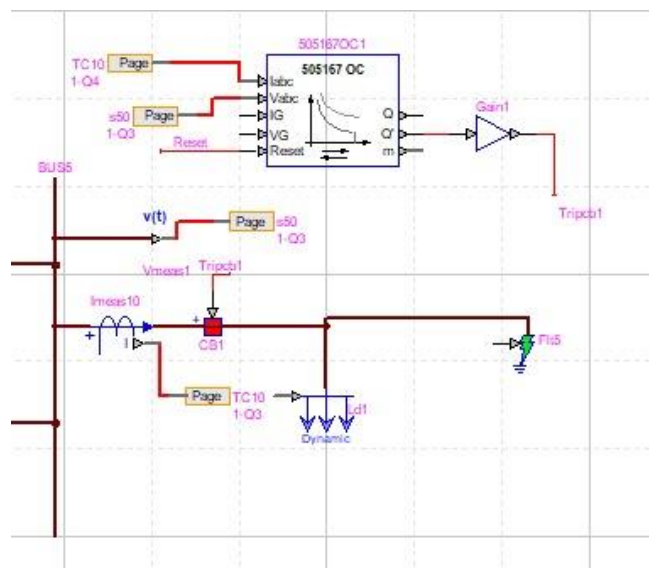 505167OC1
TC10
1-Q4
Page
505167 OC
Iabc
Vabc
IG
VG
Reset
Q
Q'
m
s50
1-Q3
Page
Gain1
Reset
Tripcb1
BUS5
v(t)
Page
s50
1-Q3
Vmeas1
Tripcb1
Imeas10
+
I
+
CB1
Flt5
Page
TC10
1-Q3
Ld1
Dynamic